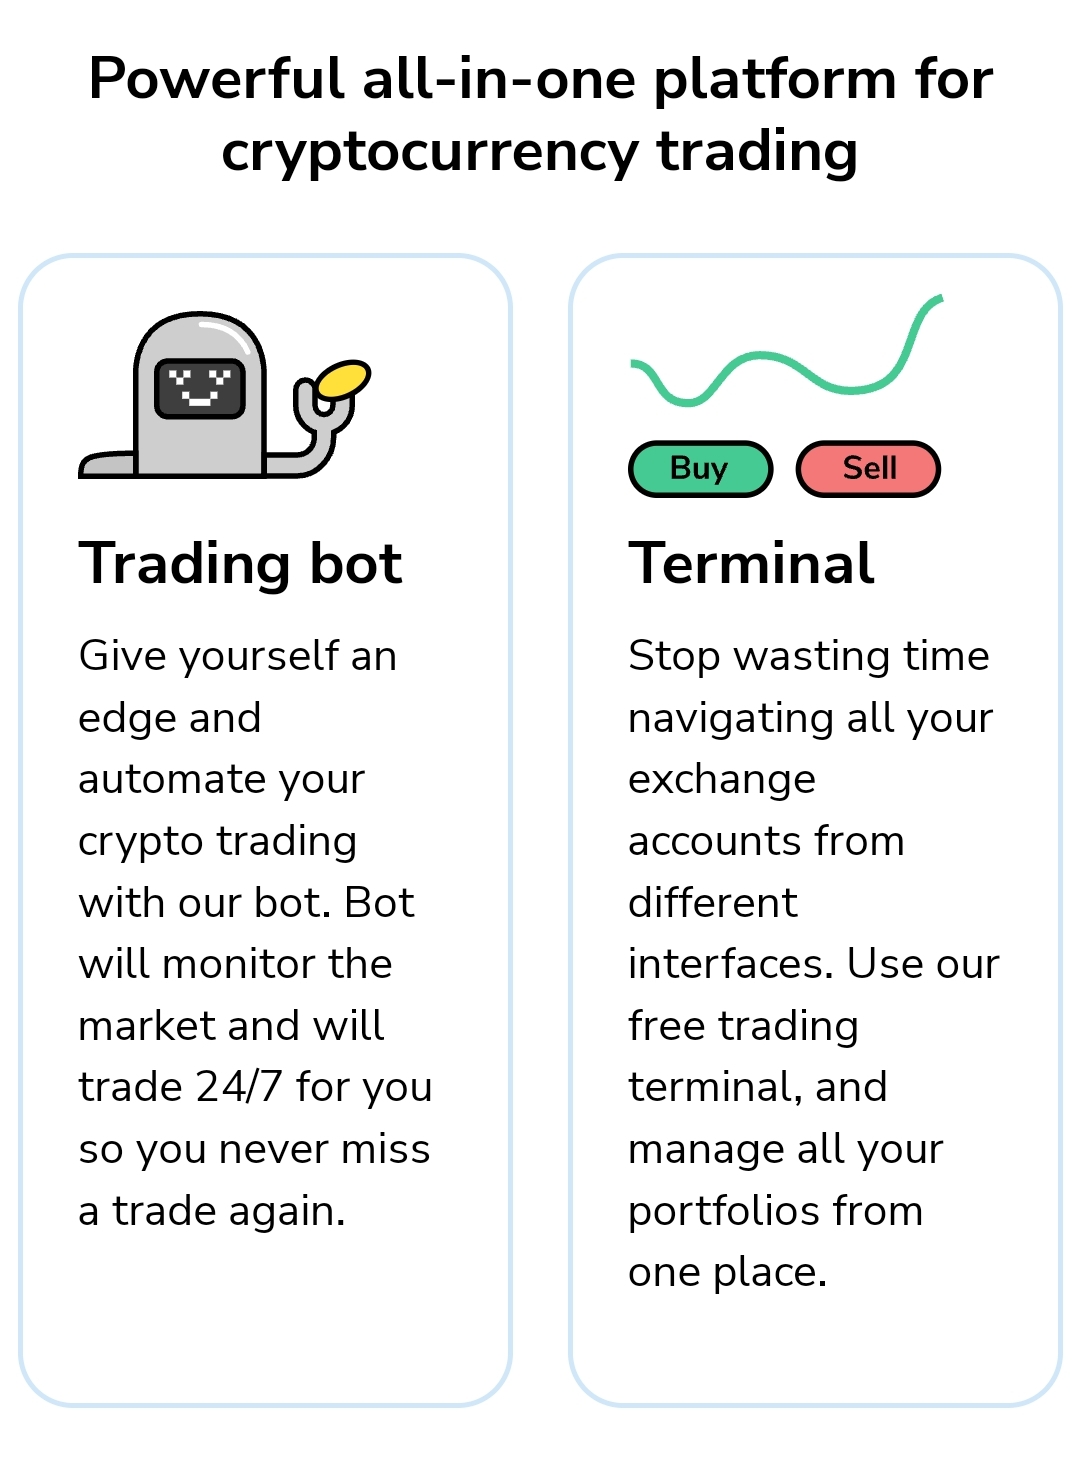 Powerful all-in-one platform for
cryptocurrency trading
Buy
Sell
Trading bot
Give yourself an
edge and
automate your
crypto trading
with our bot. Bot
will monitor the
market and will
trade 24/7 for you
so you never miss
a trade again.
Terminal
Stop wasting time
navigating all your
exchange
accounts from
different
interfaces. Use our
free trading
terminal, and
manage all your
portfolios from
one place.